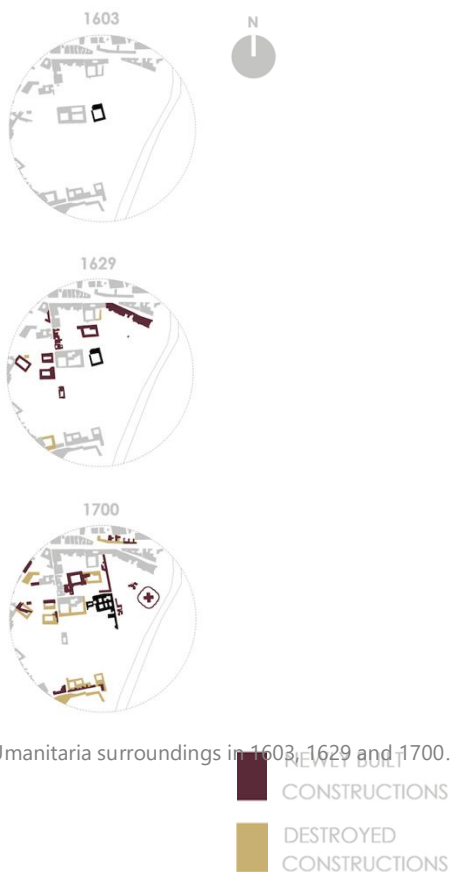 1603
N
1629
1700
Umanitaria surroundings in 1603, 1629 and 1700.
NEWLY BUILT
CONSTRUCTIONS
DESTROYED
CONSTRUCTIONS